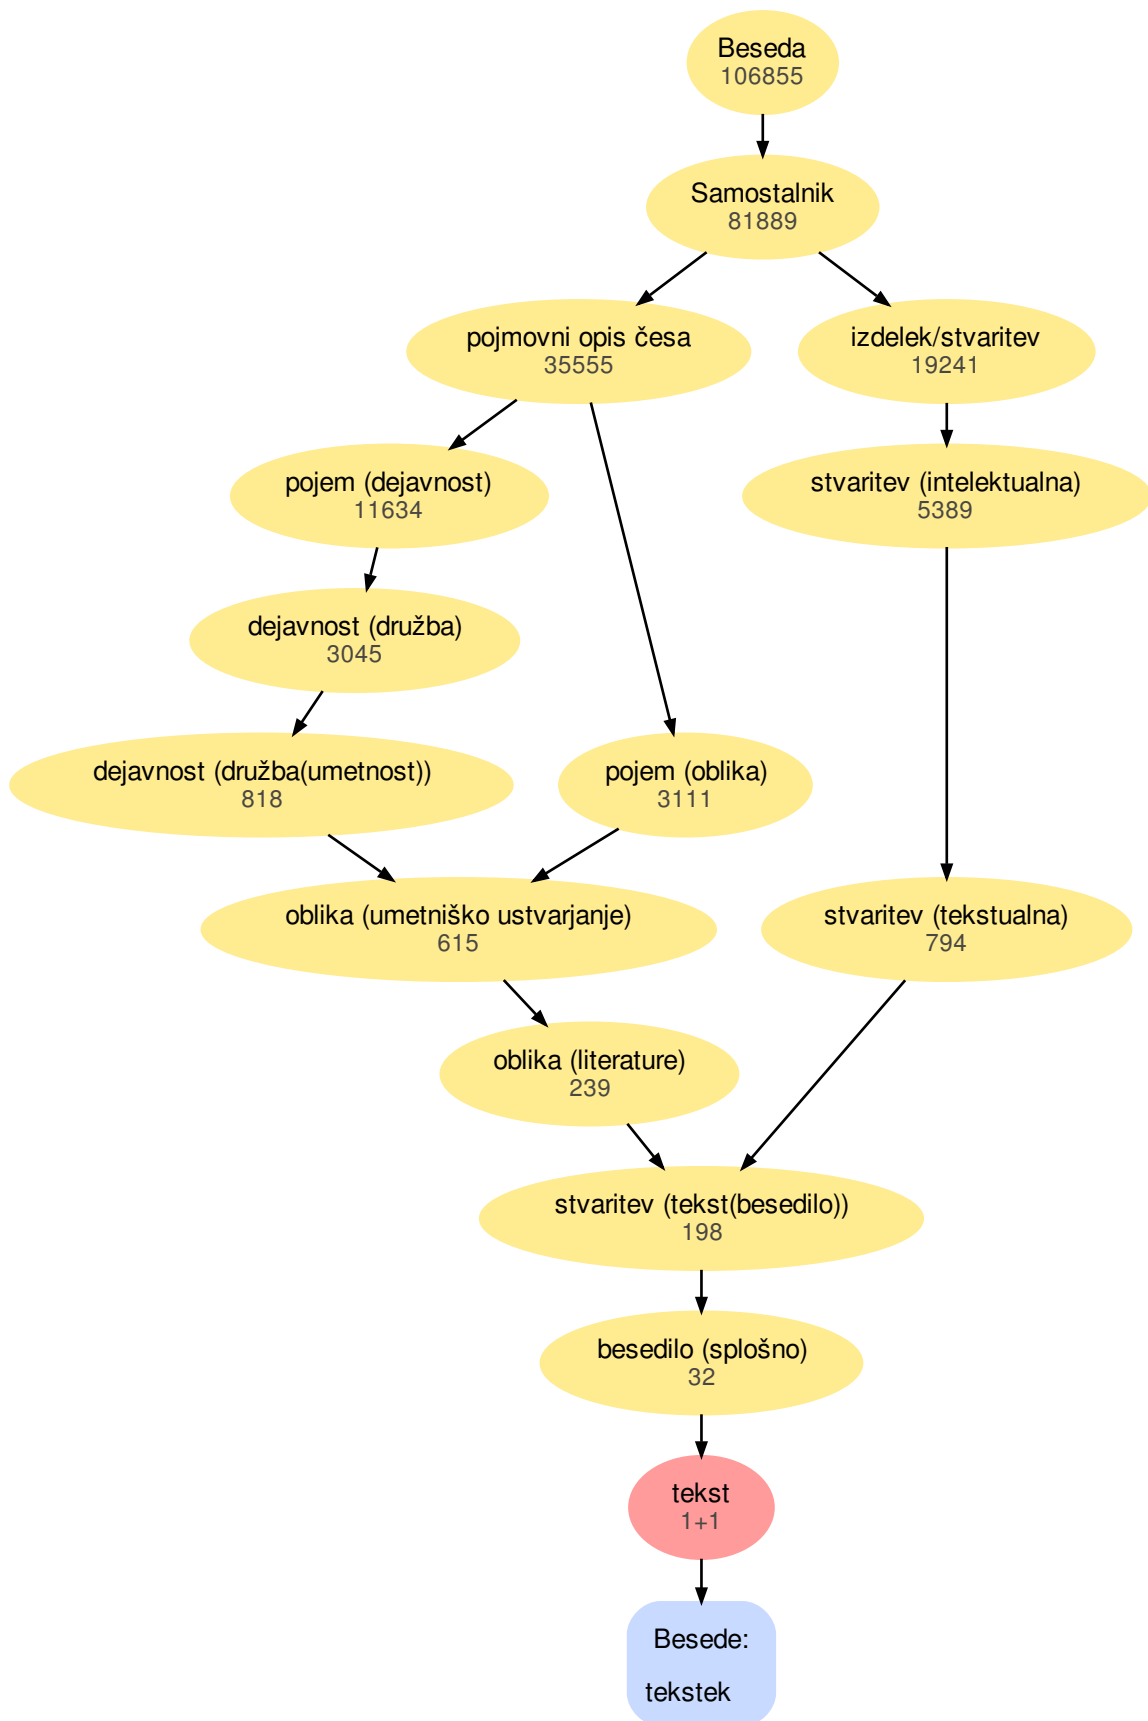 Beseda
106855
Samostalnik
81889
pojmovni opis česa
35555
izdelek/stvaritev
19241
pojem (dejavnost)
11634
stvaritev (intelektualna)
5389
dejavnost (družba)
3045
dejavnost (družba(umetnost))
818
pojem (oblika)
3111
oblika (umetniško ustvarjanje)
615
stvaritev (tekstualna)
794
oblika (literature)
239
stvaritev (tekst(besedilo))
198
besedilo (splošno)
32
tekst
1+1
Besede:
tekstek